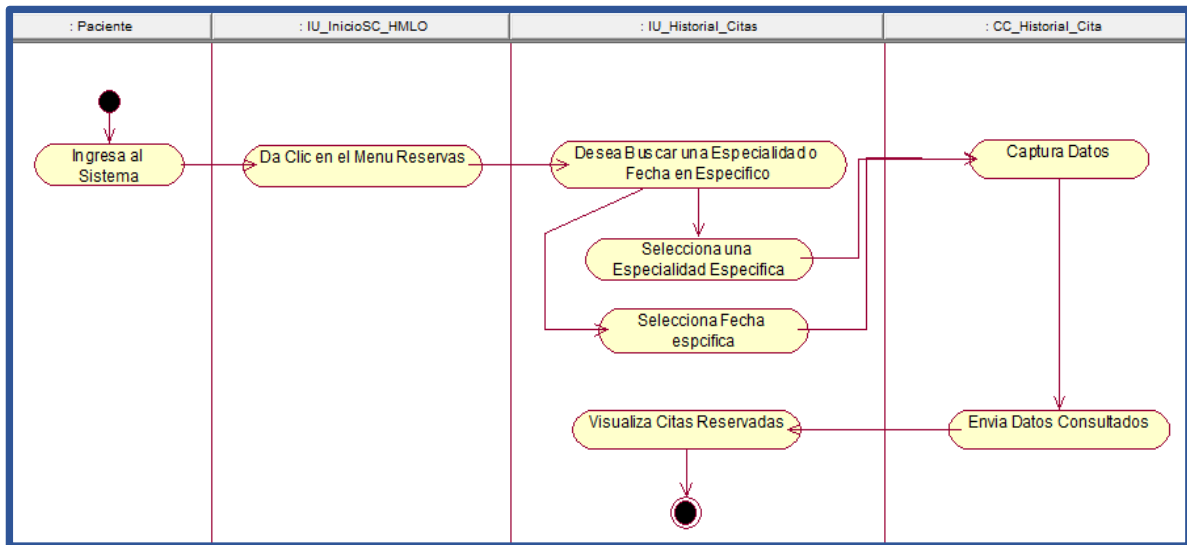 : Paciente
: IU_InicioSC_HMLO
: IU_Historial_Citas
: CC_Historial_Cita
Ingresa al
Sistema
Da Clic en el Menu Reservas
Desea Buscar una Especialidad o
Fecha en Especifico
Captura Datos
Selecciona una
Especialidad Especifica
Selecciona Fecha
espcifica
Visualiza Citas Reservadas
Envia Datos Consultados